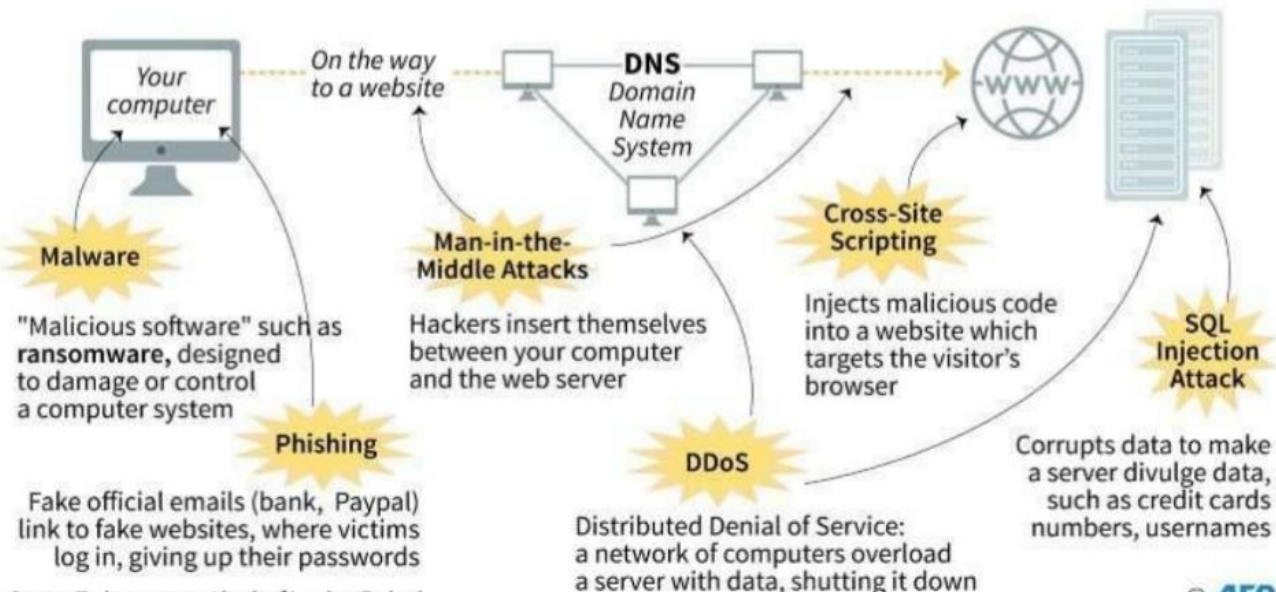 Your
computer
On the way
to a website
DNS
Domain
Name
System
WWW
Malware
"Malicious software" such as
ransomware, designed
to damage or control
a computer system
Phishing
Fake official emails (bank, Paypal)
link to fake websites, where victims
log in, giving up their passwords
Man-in-the-
Middle Attacks
Hackers insert themselves
between your computer
and the web server
DDoS
Distributed Denial of Service:
a network of computers overload
a server with data, shutting it down
Cross-Site
Scripting
Injects malicious code
into a website which
targets the visitor's
browser
SQL
Injection
Attack
Corrupts data to make
a server divulge data,
such as credit cards
numbers, usernames